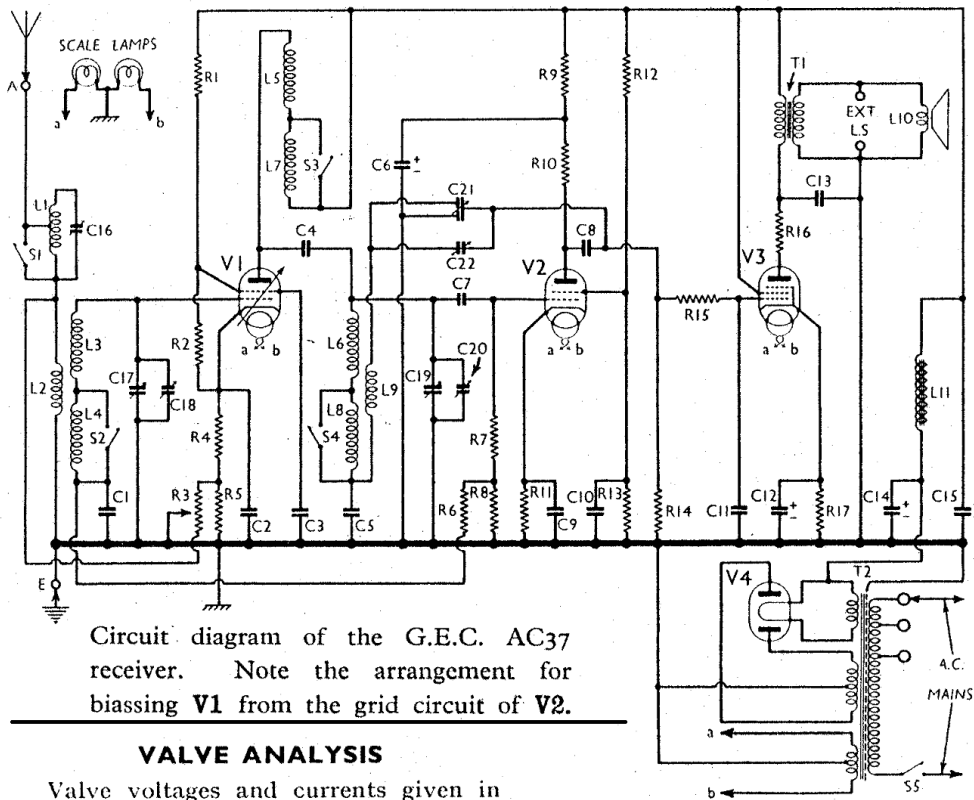 SCALE LAMPS
A
a
b
R1
L5
L7
S3
R9
R12
T1
EXT
L.S
L10
C6
+
−
R10
C13
L1
C16
S1
C21
C22
C4
V1
C8
V2
R16
V3
C7
R15
a b
a b
a b
L3
R2
L6
L9
C20
L2
C17
C18
C19
L11
L4
S2
R4
L8
S4
R7
C1
R3
R5
C2
C3
C5
R6
R8
R11
C9
C10
R13
R14
C11
C12
+
−
R17
C14
+
−
C15
E
V4
T2
A.C.
MAINS
a
b
S5
Circuit diagram of the G.E.C. AC37
receiver. Note the arrangement for
biassing V1 from the grid circuit of V2.
VALVE ANALYSIS
Valve voltages and currents given in